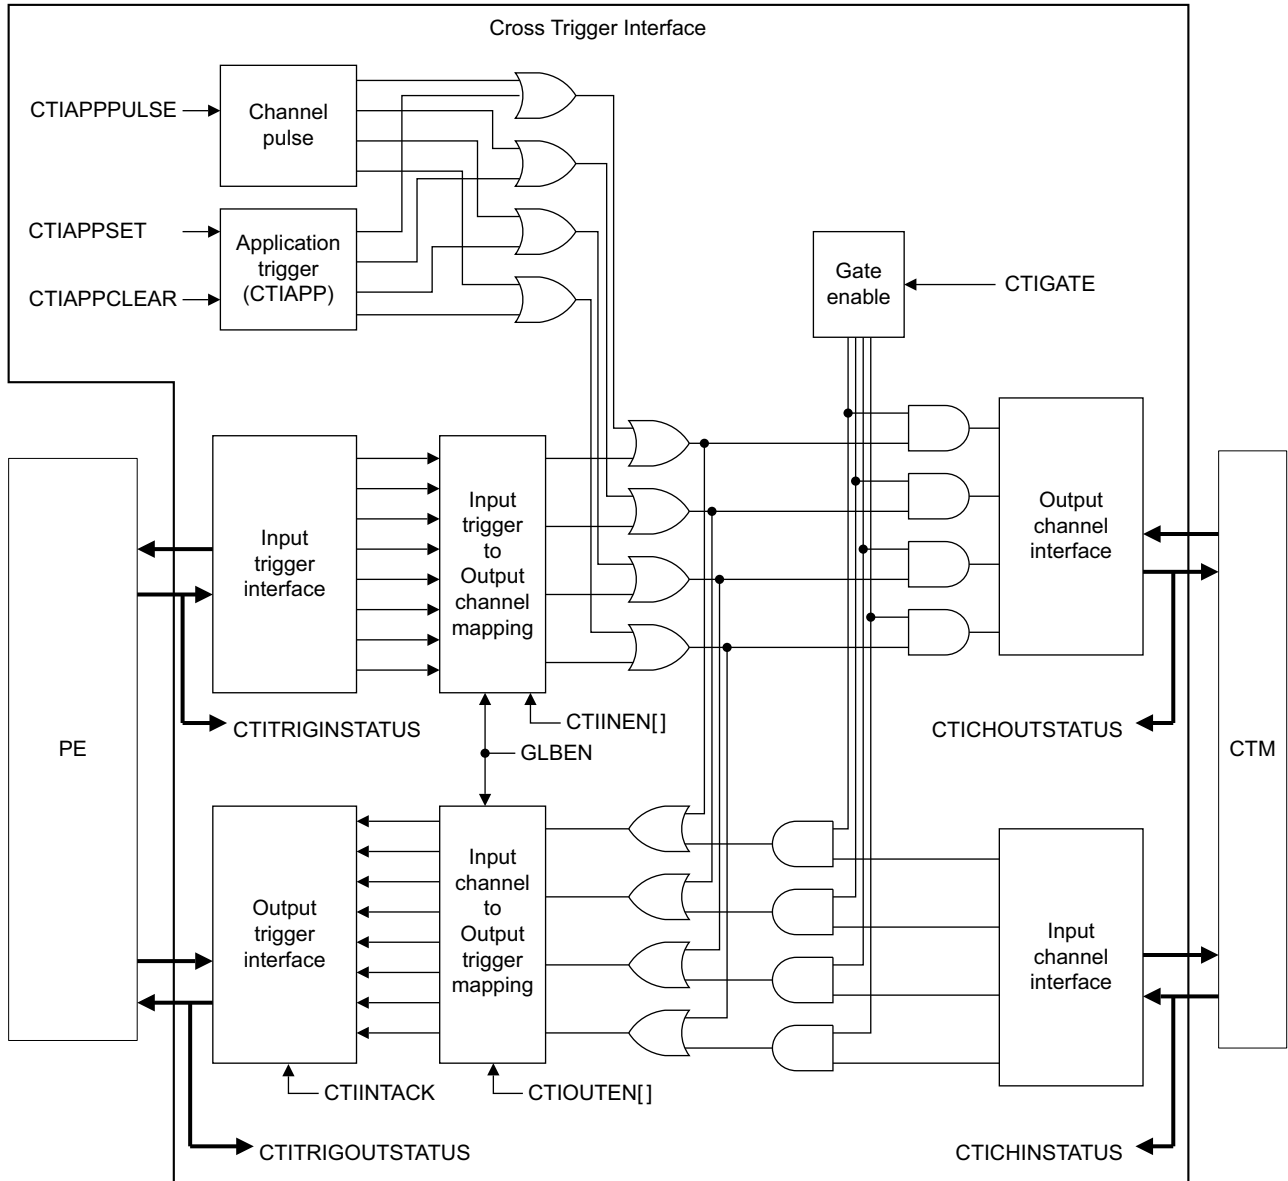 Cross Trigger Interface
CTIAPPPULSE
Channel
pulse
CTIAPPSET
CTIAPPCLEAR
Application
trigger
(CTIAPP)
Gate
enable
CTIGATE
PE
Input
trigger
interface
Input
trigger
to
Output
channel
mapping
Output
channel
interface
CTM
CTITRIGINSTATUS
CTIINEN[]
GLBEN
CTICHOUTSTATUS
Output
trigger
interface
Input
channel
to
Output
trigger
mapping
Input
channel
interface
CTIINTACK
CTIOUTEN[]
CTITRIGOUTSTATUS
CTICHINSTATUS